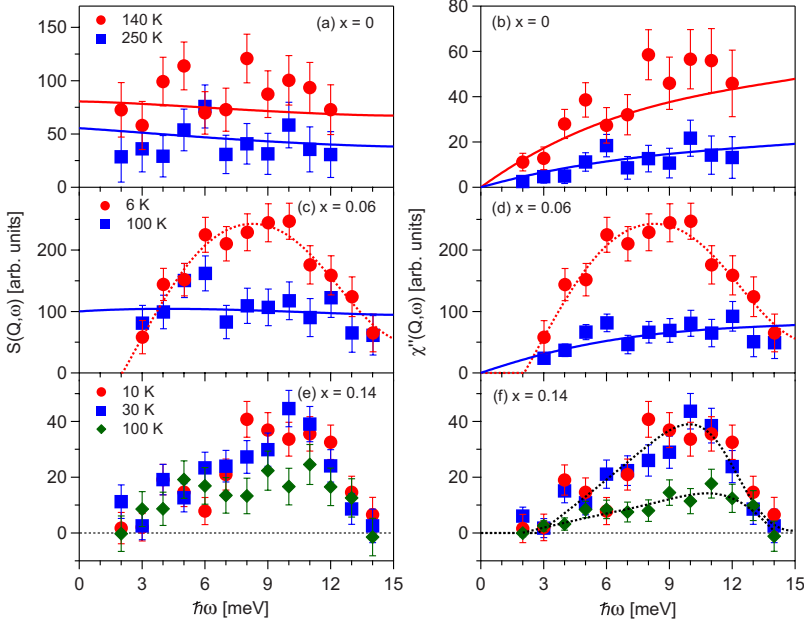 (a) x = 0
140 K
250 K
150
125
100
75
50
25
0
(b) x = 0
80
60
40
20
0
(c) x = 0.06
6 K
100 K
200
100
0
(d) x = 0.06
200
100
0
(e) x = 0.14
10 K
30 K
100 K
40
20
0
(f) x = 0.14
40
20
0
S(Q,ω) [arb. units]
χ''(Q,ω) [arb. units]
0 3 6 9 12 15
0 3 6 9 12 15
ħω [meV]
ħω [meV]